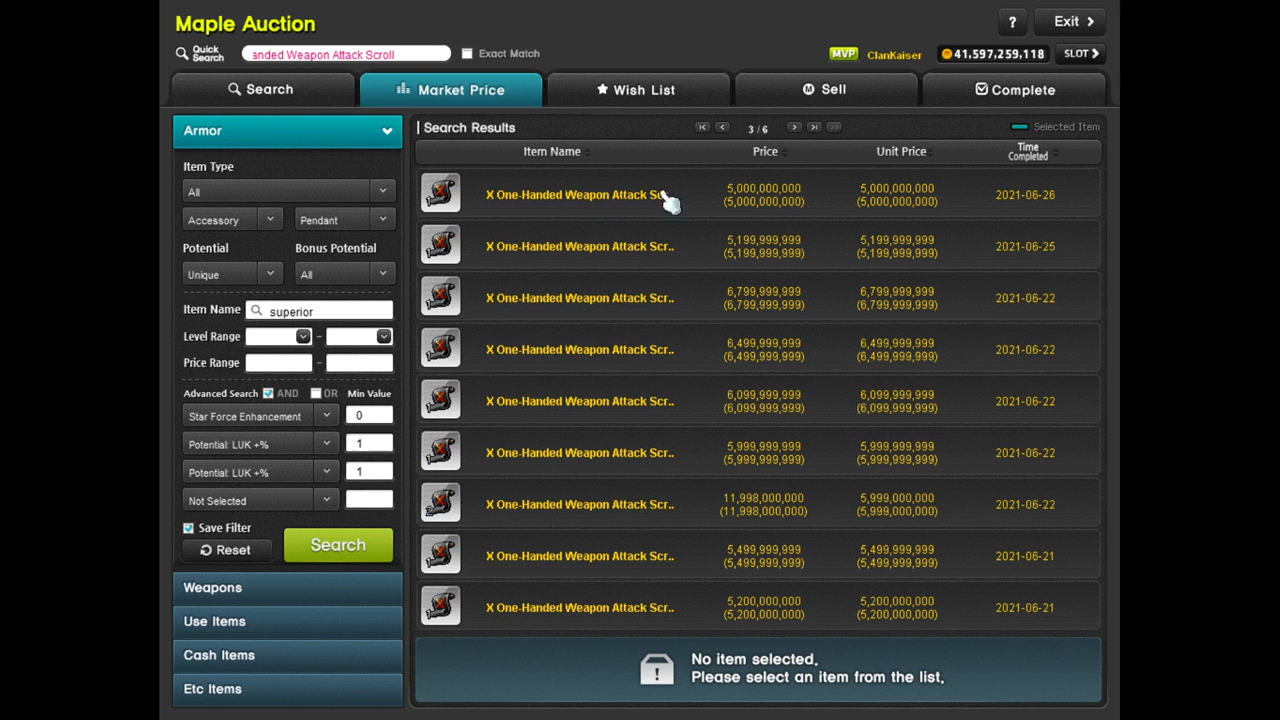 Maple Auction
? Exit >
Quick Search anded Weapon Attack Scroll Exact Match MVP ClanKaiser 41,597,259,118 SLOT >
Search Market Price Wish List Sell Complete
Armor
Item Type
All
Accessory Pendant
Potential Bonus Potential
Unique All
Item Name superior
Level Range -
Price Range -
Advanced Search AND OR Min Value
Star Force Enhancement 0
Potential: LUK +% 1
Potential: LUK +% 1
Not Selected
Save Filter
Reset Search
Weapons
Use Items
Cash Items
Etc Items
Search Results 3 / 6 Selected Item
Item Name Price Unit Price Time Completed
X One-Handed Weapon Attack Sc 5,000,000,000 5,000,000,000 2021-06-26
(5,000,000,000) (5,000,000,000)
X One-Handed Weapon Attack Scr.. 5,199,999,999 5,199,999,999 2021-06-25
(5,199,999,999) (5,199,999,999)
X One-Handed Weapon Attack Scr.. 6,799,999,999 6,799,999,999 2021-06-22
(6,799,999,999) (6,799,999,999)
X One-Handed Weapon Attack Scr.. 6,499,999,999 6,499,999,999 2021-06-22
(6,499,999,999) (6,499,999,999)
X One-Handed Weapon Attack Scr.. 6,099,999,999 6,099,999,999 2021-06-22
(6,099,999,999) (6,099,999,999)
X One-Handed Weapon Attack Scr.. 5,999,999,999 5,999,999,999 2021-06-22
(5,999,999,999) (5,999,999,999)
X One-Handed Weapon Attack Scr.. 11,998,000,000 5,999,000,000 2021-06-22
(11,998,000,000) (5,999,000,000)
X One-Handed Weapon Attack Scr.. 5,499,999,999 5,499,999,999 2021-06-21
(5,499,999,999) (5,499,999,999)
X One-Handed Weapon Attack Scr.. 5,200,000,000 5,200,000,000 2021-06-21
(5,200,000,000) (5,200,000,000)
No item selected.
Please select an item from the list.